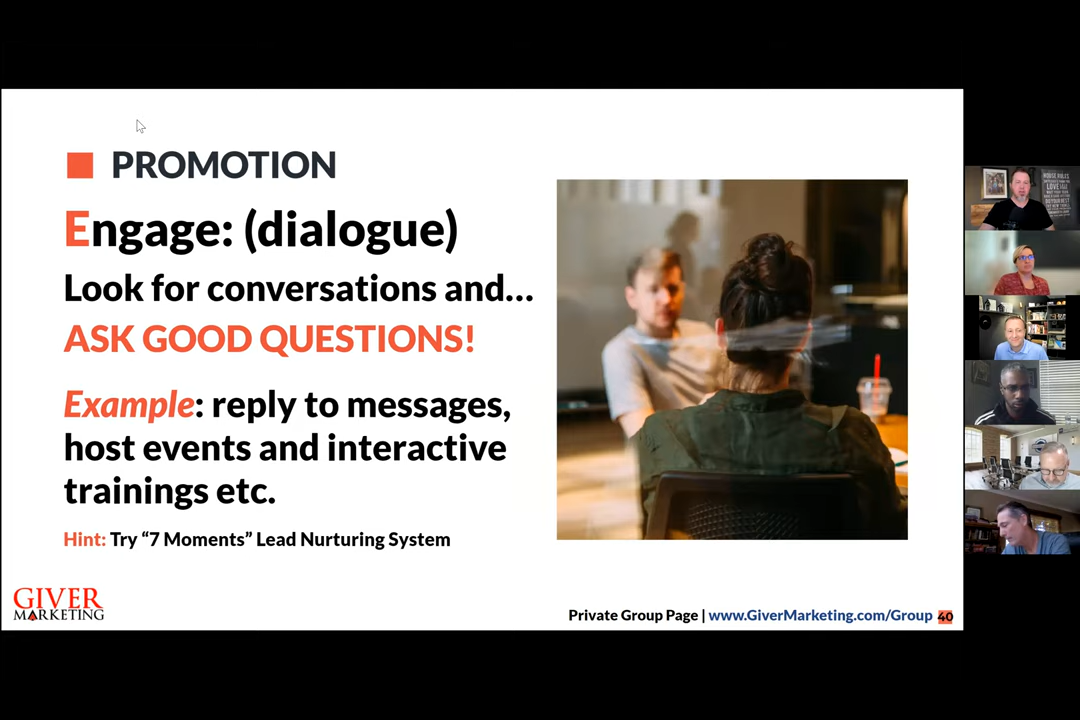 PROMOTION
Engage: (dialogue)
Look for conversations and...
ASK GOOD QUESTIONS!
Example: reply to messages,
host events and interactive
trainings etc.
Hint: Try “7 Moments” Lead Nurturing System
GIVER
MARKETING
Private Group Page | www.GiverMarketing.com/Group 40